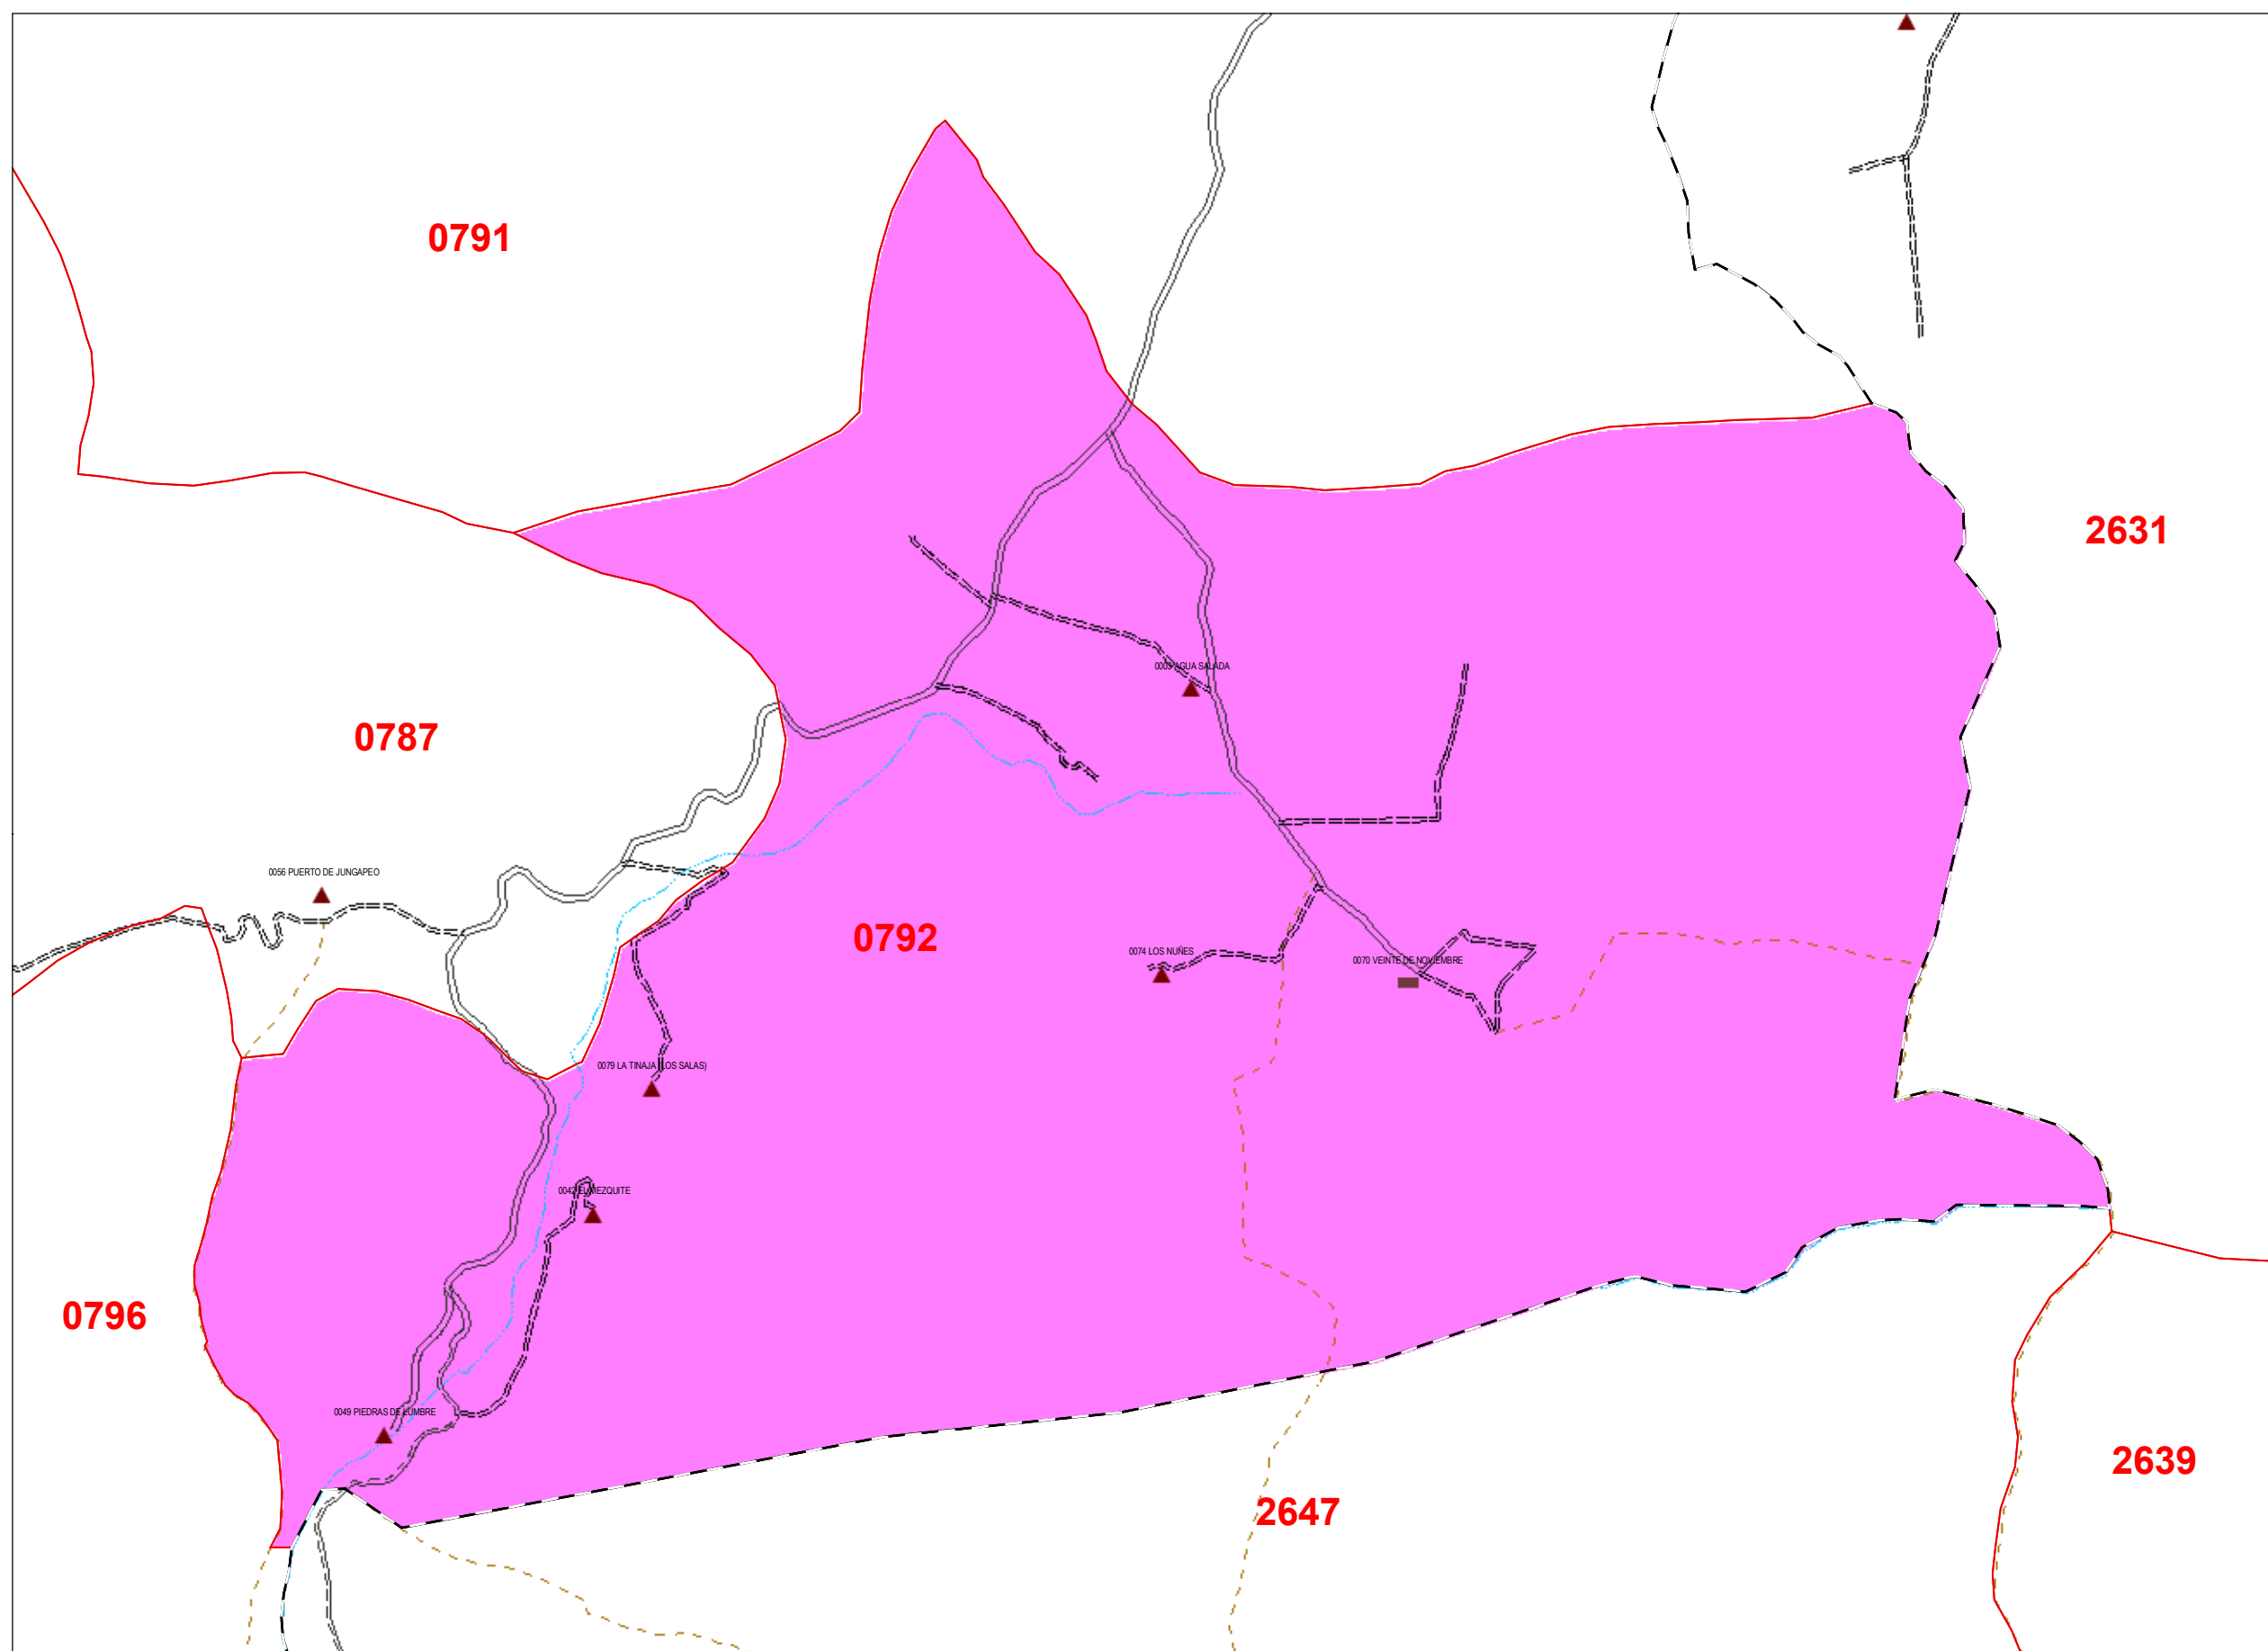 0791
2631
0003 AGUA SALADA
0787
0056 PUERTO DE JUNGAPEO
0792
0074 LOS NUÑES
0070 VEINTE DE NOVIEMBRE
0079 LA TINAJA (LOS SALAS)
0042 EL MEZQUITE
0796
0049 PIEDRAS DE LUMBRE
2639
2647